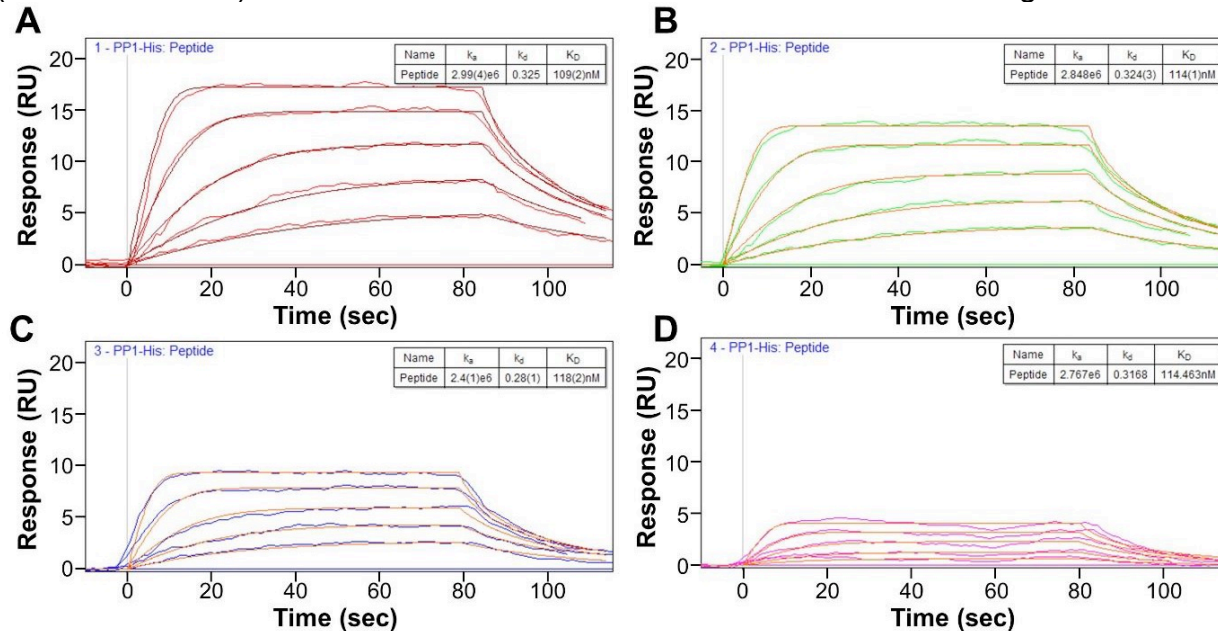 A
1 - PP1-His: Peptide
Name ka kd KD
Peptide 2.99(4)e6 0.325 109(2)nM
Response (RU)
20
15
10
5
0
0 20 40 60 80 100
Time (sec)
B
2 - PP1-His: Peptide
Name ka kd KD
Peptide 2.848e6 0.324(3) 114(1)nM
Response (RU)
20
15
10
5
0
0 20 40 60 80 100
Time (sec)
C
3 - PP1-His: Peptide
Name ka kd KD
Peptide 2.4(1)e6 0.28(1) 118(2)nM
Response (RU)
20
15
10
5
0
0 20 40 60 80 100
Time (sec)
D
4 - PP1-His: Peptide
Name ka kd KD
Peptide 2.767e6 0.3168 114.463nM
Response (RU)
20
15
10
5
0
0 20 40 60 80 100
Time (sec)